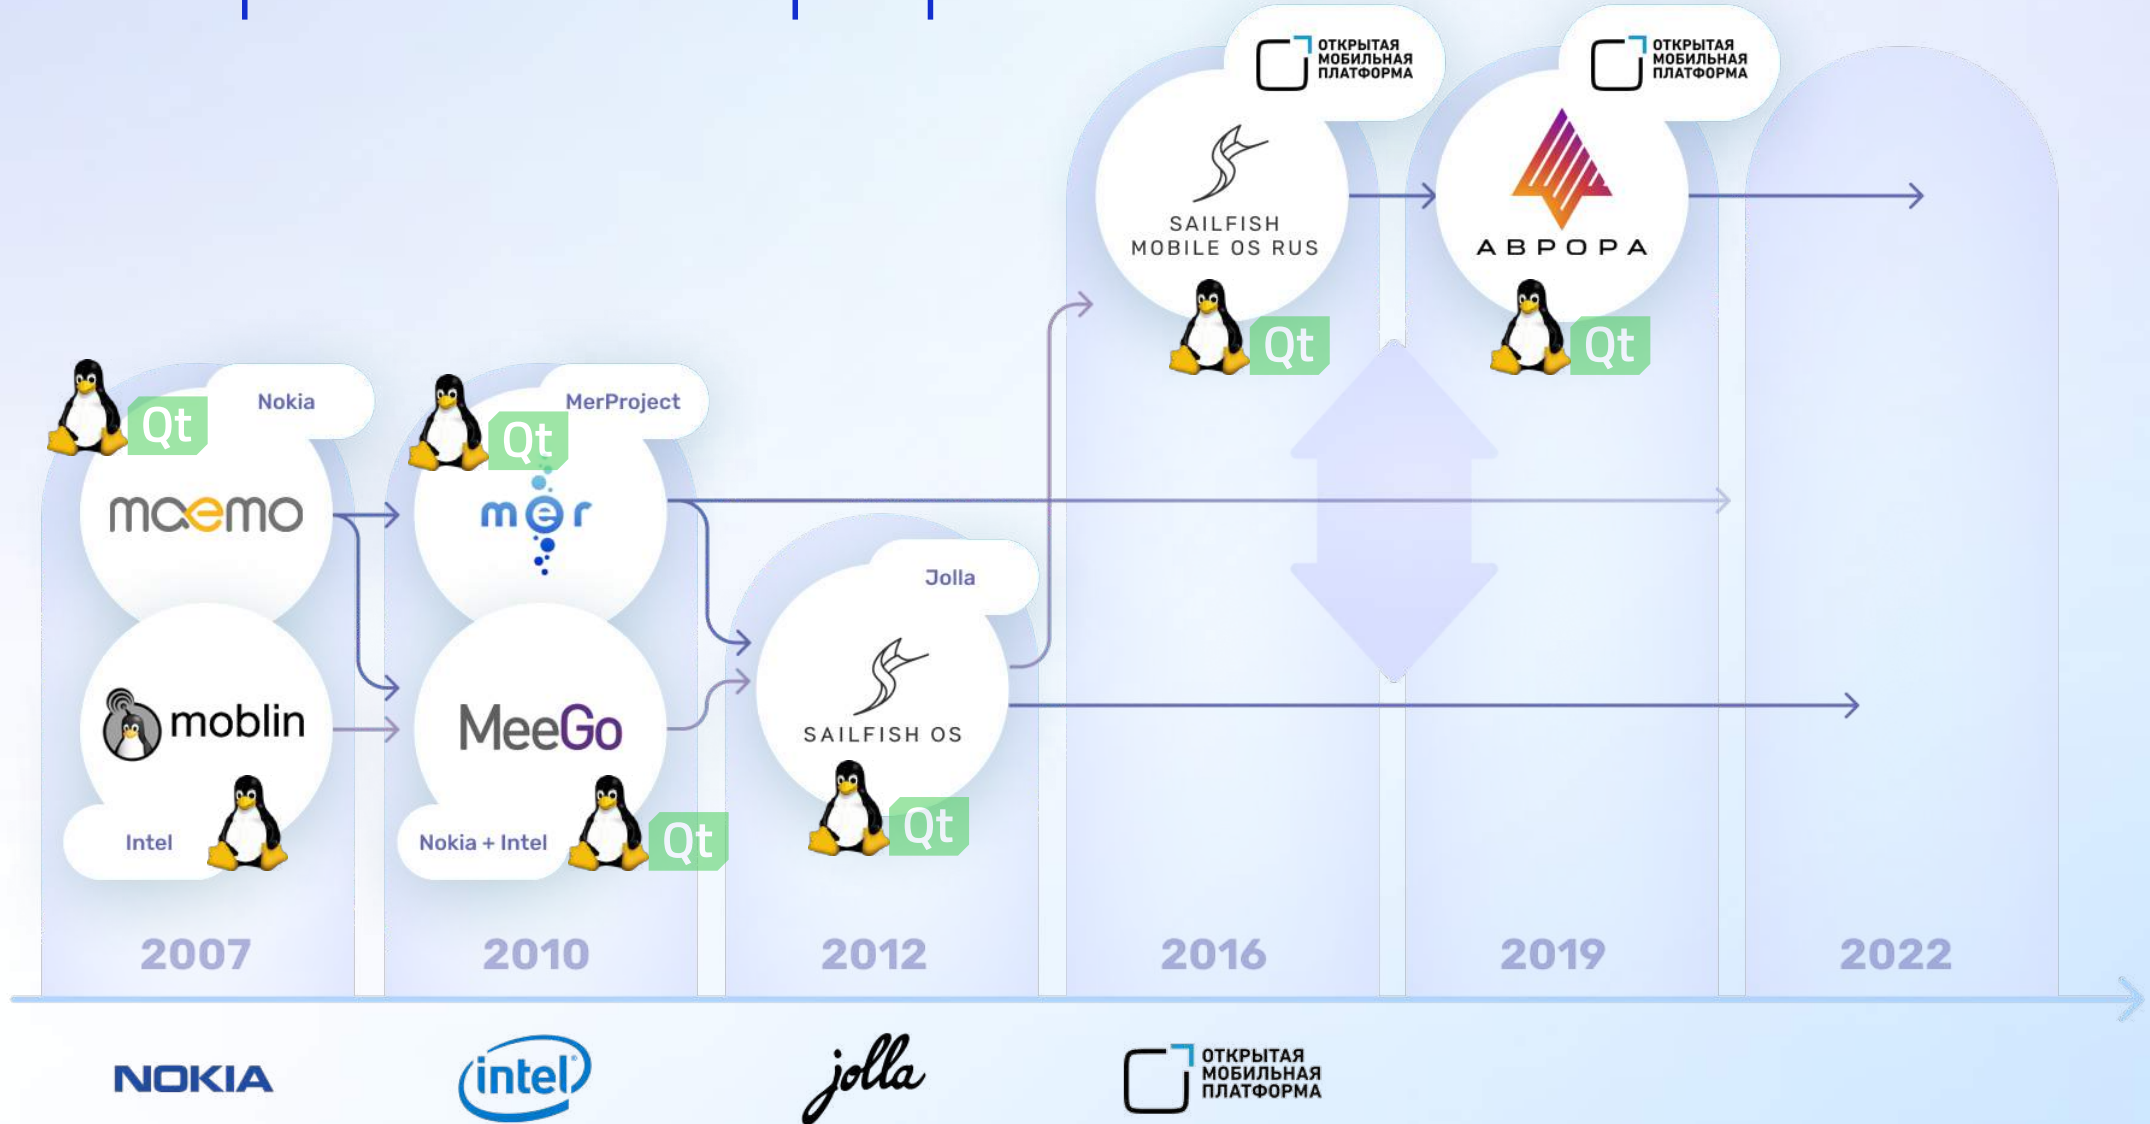 ОТКРЫТАЯ
МОБИЛЬНАЯ
ПЛАТФОРМА
ОТКРЫТАЯ
МОБИЛЬНАЯ
ПЛАТФОРМА
SAILFISH
MOBILE OS RUS
АВРОРА
Qt
Qt
Nokia
Qt
MerProject
Qt
maemo
mer
Jolla
moblin
MeeGo
SAILFISH OS
Intel
Nokia + Intel
Qt
Qt
2007
2010
2012
2016
2019
2022
NOKIA
intel
jolla
ОТКРЫТАЯ
МОБИЛЬНАЯ
ПЛАТФОРМА